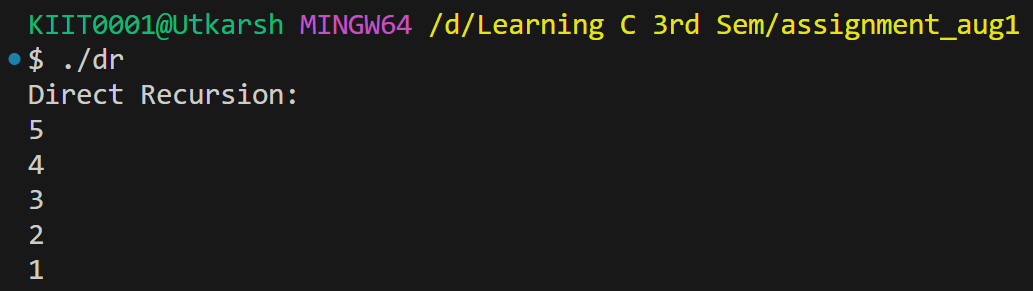 KIIT0001@Utkarsh MINGW64 /d/Learning C 3rd Sem/assignment_aug1
$ ./dr
Direct Recursion:
5
4
3
2
1